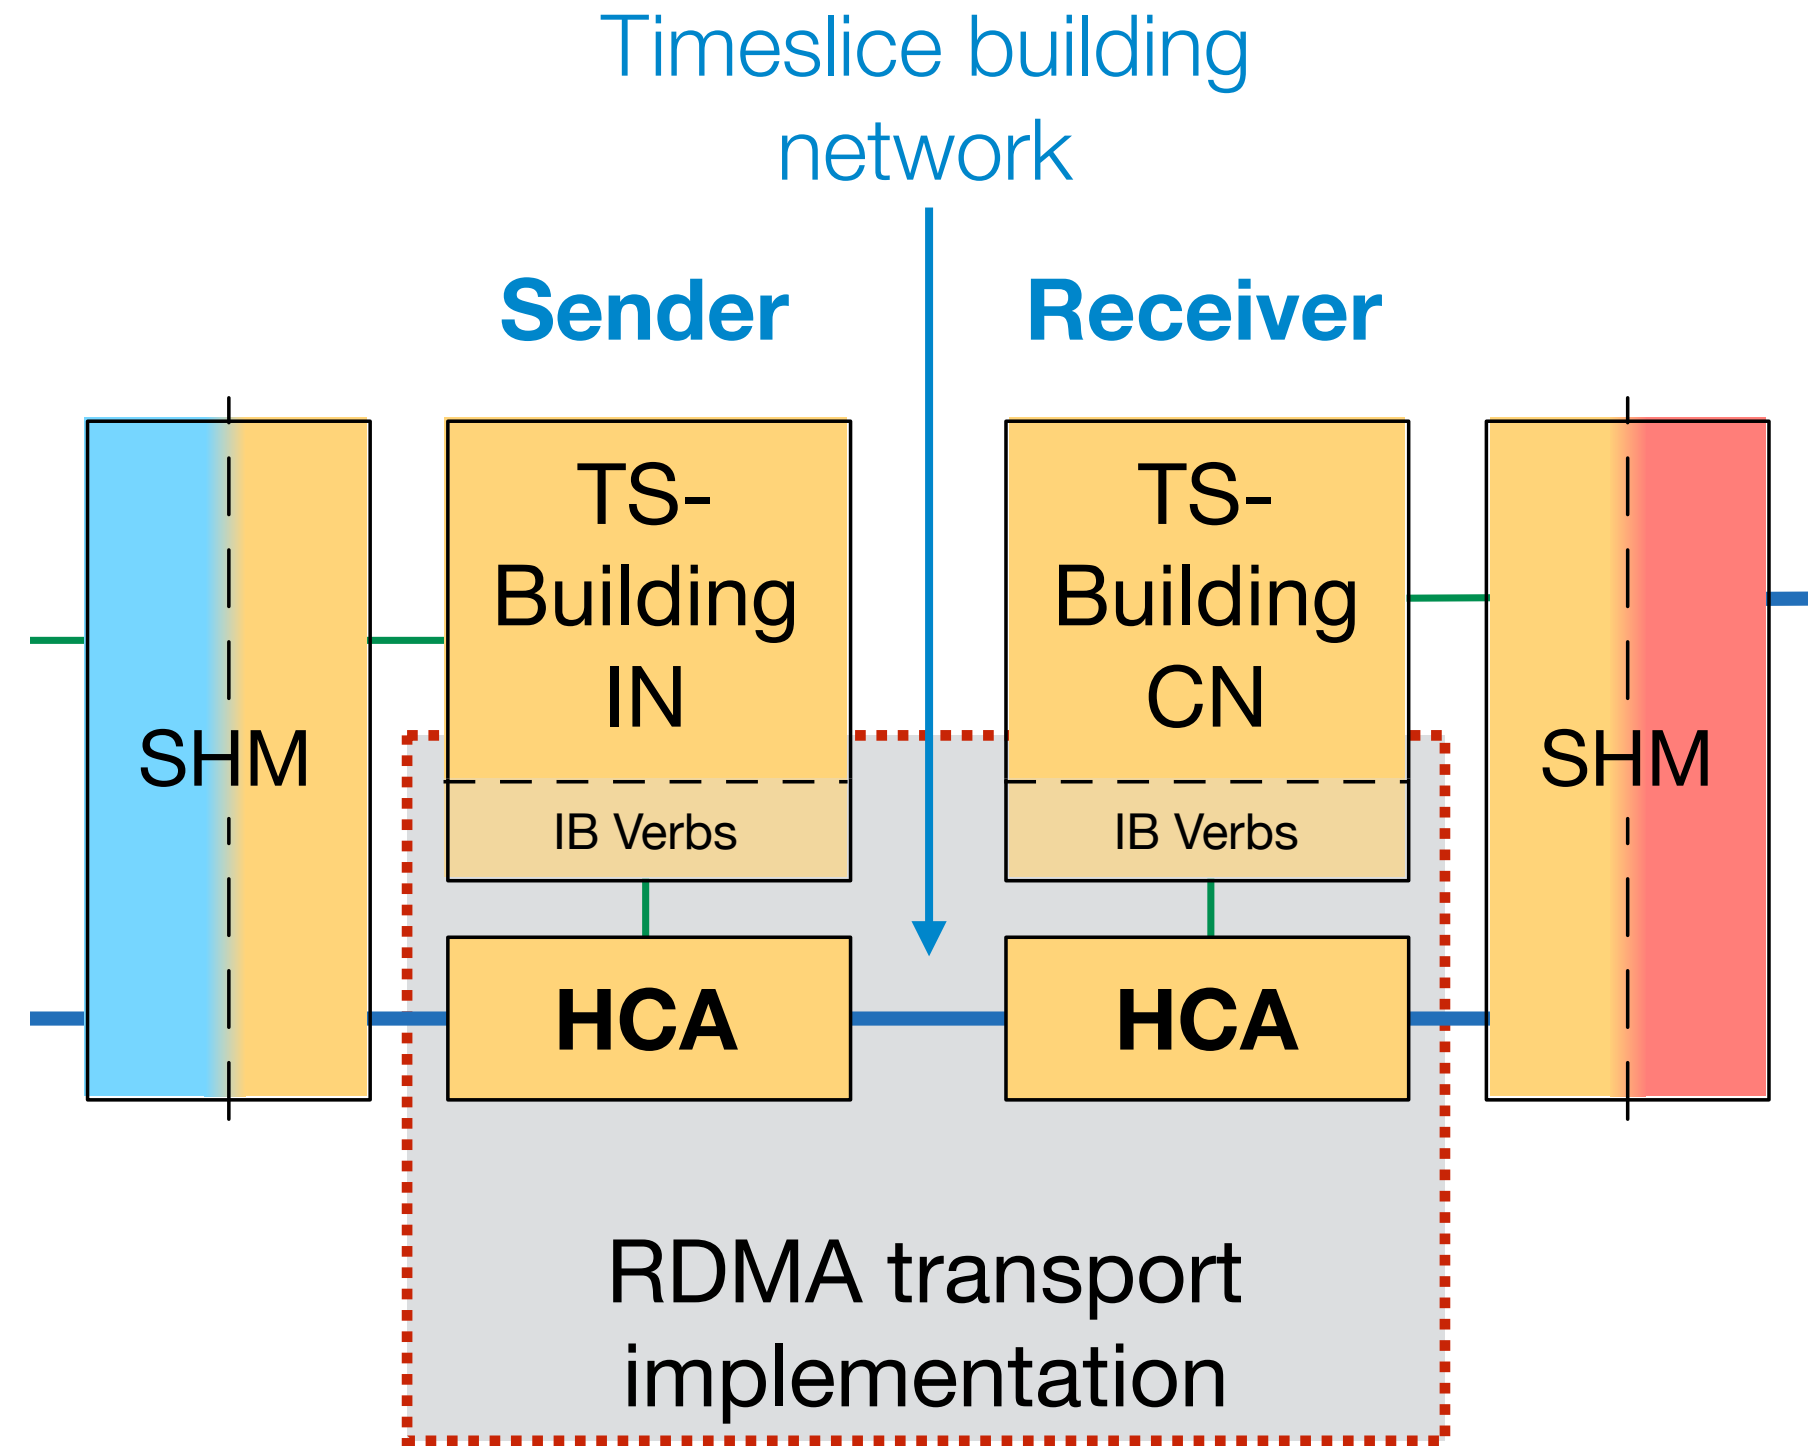 Timeslice building
network
Sender
Receiver
TS-
Building
IN
TS-
Building
CN
SHM
SHM
IB Verbs
IB Verbs
HCA
HCA
RDMA transport
implementation